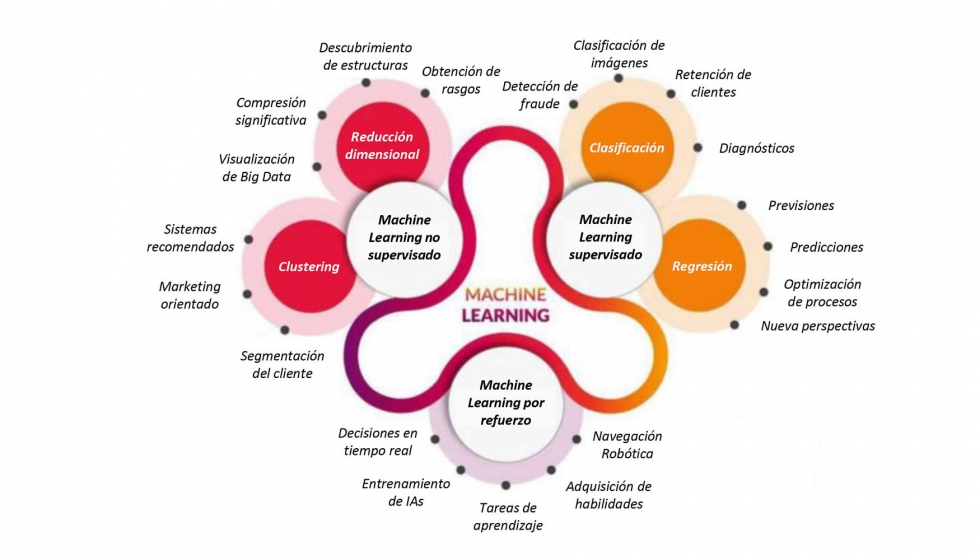 Descubrimiento
de estructuras
Obtención de
rasgos
Compresión
significativa
Visualización
de Big Data
Reducción
dimensional
Machine
Learning no
supervisado
Sistemas
recomendados
Marketing
orientado
Segmentación
del cliente
Clustering
Clasificación de
imágenes
Detección de
fraude
Retención de
clientes
Diagnósticos
Clasificación
Machine
Learning
supervisado
Previsiones
Predicciones
Optimización
de procesos
Nueva perspectivas
Regresión
MACHINE
LEARNING
Machine
Learning por
refuerzo
Decisiones en
tiempo real
Entrenamiento
de IAs
Tareas de
aprendizaje
Adquisición de
habilidades
Navegación
Robótica